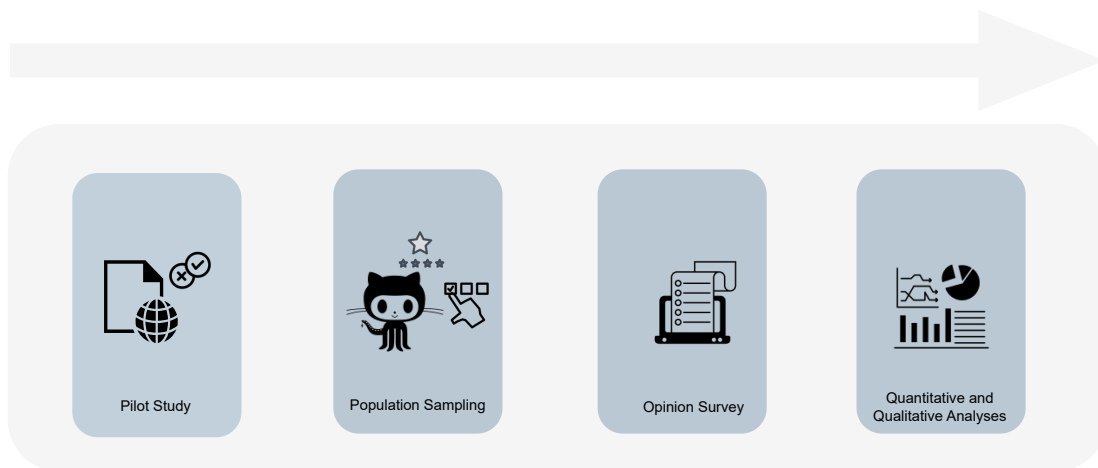 Pilot Study
Population Sampling
Opinion Survey
Quantitative and
Qualitative Analyses